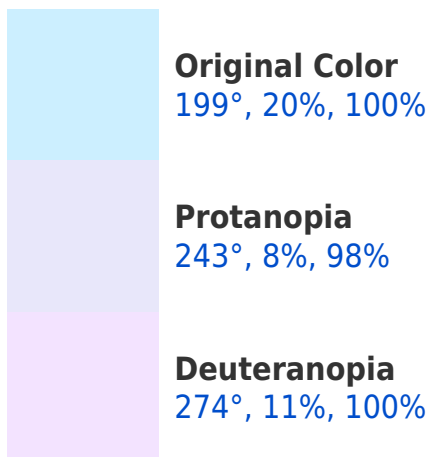 Original Color
199°, 20%, 100%
Protanopia
243°, 8%, 98%
Deuteranopia
274°, 11%, 100%